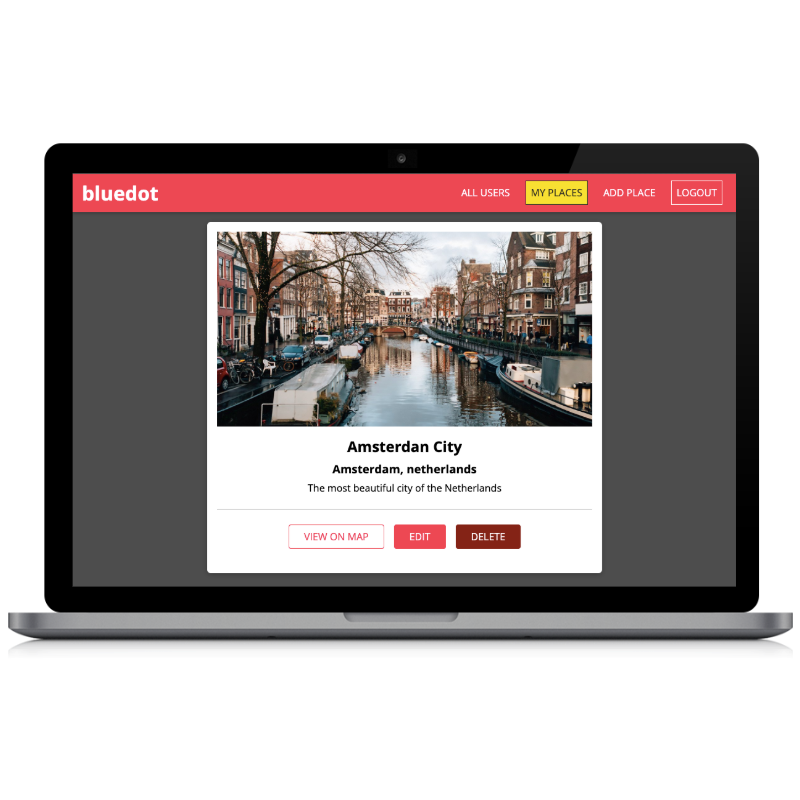 bluedot
ALL USERS MY PLACES ADD PLACE LOGOUT
Amsterdan City
Amsterdam, netherlands
The most beautiful city of the Netherlands
VIEW ON MAP EDIT DELETE